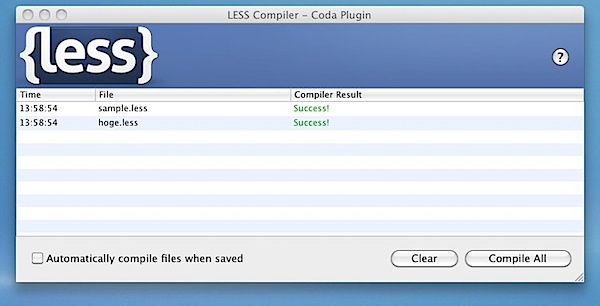 LESS Compiler – Coda Plugin
{less}
?
Time File Compiler Result
13:58:54 sample.less Success!
13:58:54 hoge.less Success!
Automatically compile files when saved
Clear
Compile All